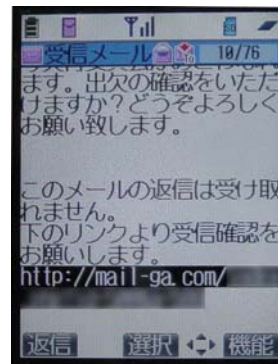 受信メール 10/76
ます。出欠の確認をいただ
けますか？どうぞよろしく
お願い致します。
このメールの返信は受け取
れません。
下のリンクより受信確認を
お願いします。
http://mail-ga.com/
返信 選択 機能